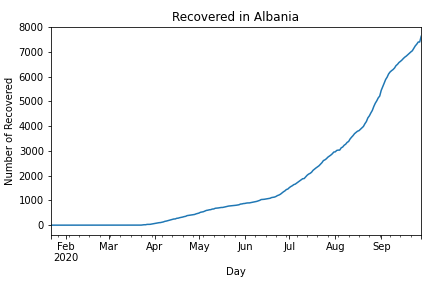 Recovered in Albania
Number of Recovered
8000
7000
6000
5000
4000
3000
2000
1000
0
Feb Mar Apr May Jun Jul Aug Sep
2020
Day